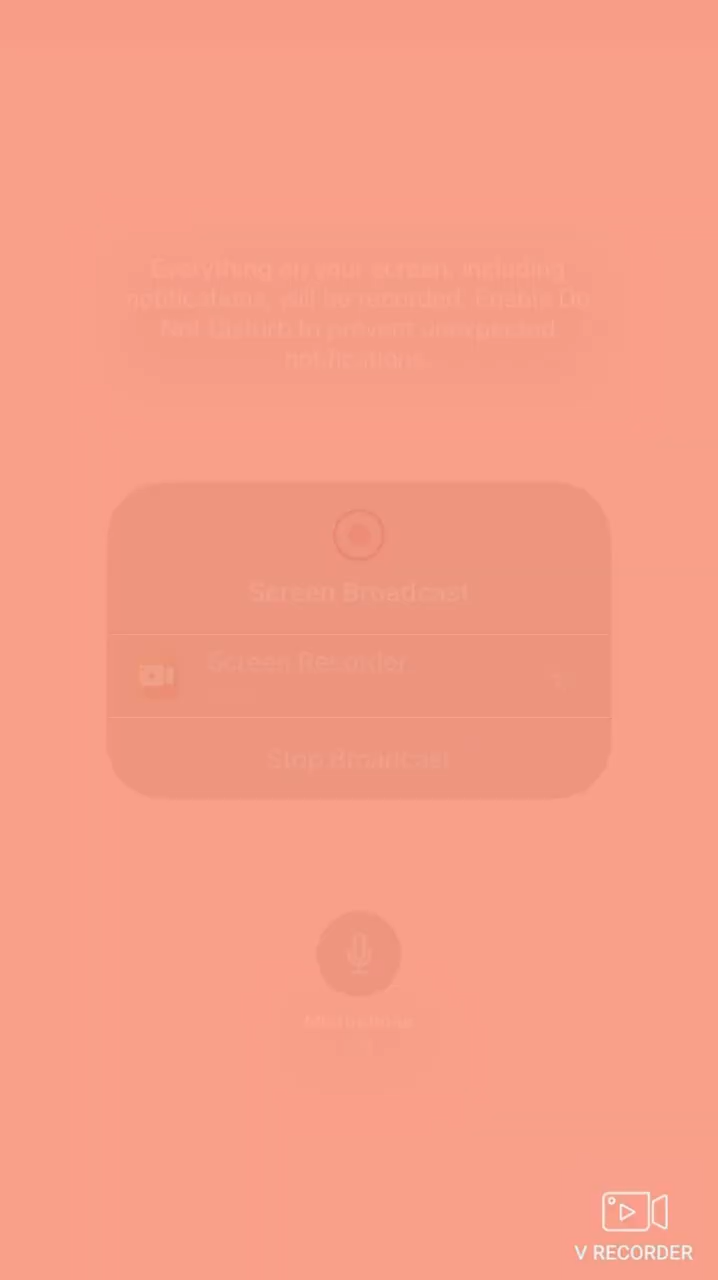 Everything on your screen, including
notifications, will be recorded. Enable Do
Not Disturb to prevent unexpected
notifications.
Screen Broadcast
Screen Recorder
Stop Broadcast
Microphone
V RECORDER